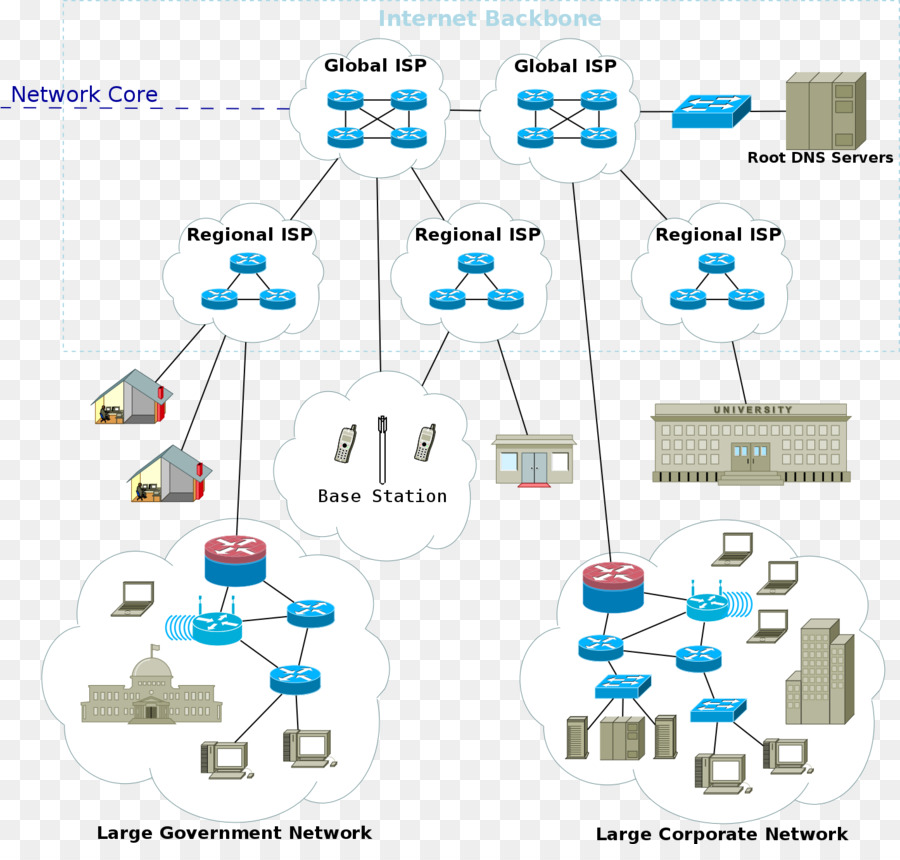 Internet Backbone
Global ISP
Global ISP
Network Core
Root DNS Servers
Regional ISP
Regional ISP
Regional ISP
UNIVERSITY
Base Station
Large Government Network
Large Corporate Network